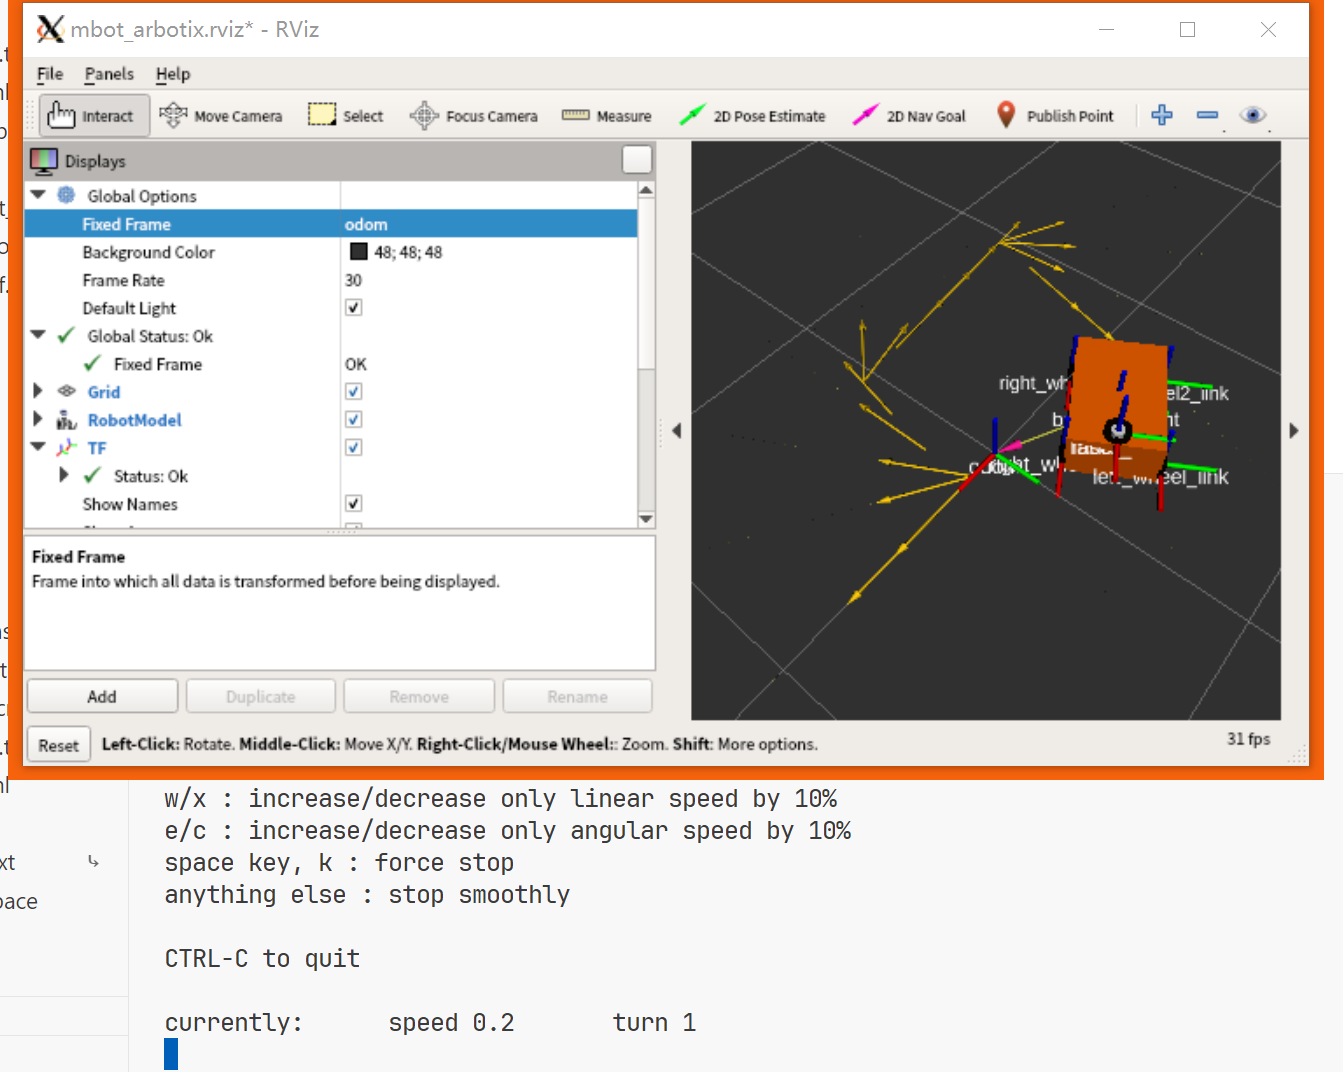 mbot_arbotix.rviz* - RViz
File Panels Help
Interact Move Camera Select Focus Camera Measure 2D Pose Estimate 2D Nav Goal Publish Point
Displays
Global Options
Fixed Frame odom
Background Color 48; 48; 48
Frame Rate 30
Default Light
Global Status: Ok
Fixed Frame OK
Grid
RobotModel
TF
Status: Ok
Show Names
Fixed Frame
Frame into which all data is transformed before being displayed.
Add Duplicate Remove Rename
Reset Left-Click: Rotate. Middle-Click: Move X/Y. Right-Click/Mouse Wheel:: Zoom. Shift: More options. 31 fps
left_wheel_link
w/x : increase/decrease only linear speed by 10%
e/c : increase/decrease only angular speed by 10%
space key, k : force stop
anything else : stop smoothly
CTRL-C to quit
currently: speed 0.2 turn 1